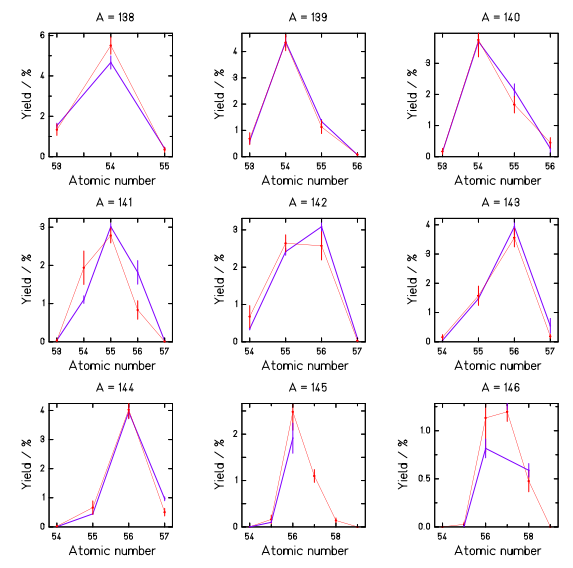 A = 138
6
4
2
0
Yield / %
53 54 55
Atomic number
A = 139
4
3
2
1
0
Yield / %
53 54 55 56
Atomic number
A = 140
3
2
1
0
Yield / %
53 54 55 56
Atomic number
A = 141
3
2
1
0
Yield / %
53 54 55 56 57
Atomic number
A = 142
3
2
1
0
Yield / %
54 55 56 57
Atomic number
A = 143
4
3
2
1
0
Yield / %
54 55 56 57
Atomic number
A = 144
4
3
2
1
0
Yield / %
54 55 56 57
Atomic number
A = 145
2
1
0
Yield / %
54 55 56 57 58
Atomic number
A = 146
1.0
0.5
0.0
Yield / %
54 55 56 57 58
Atomic number